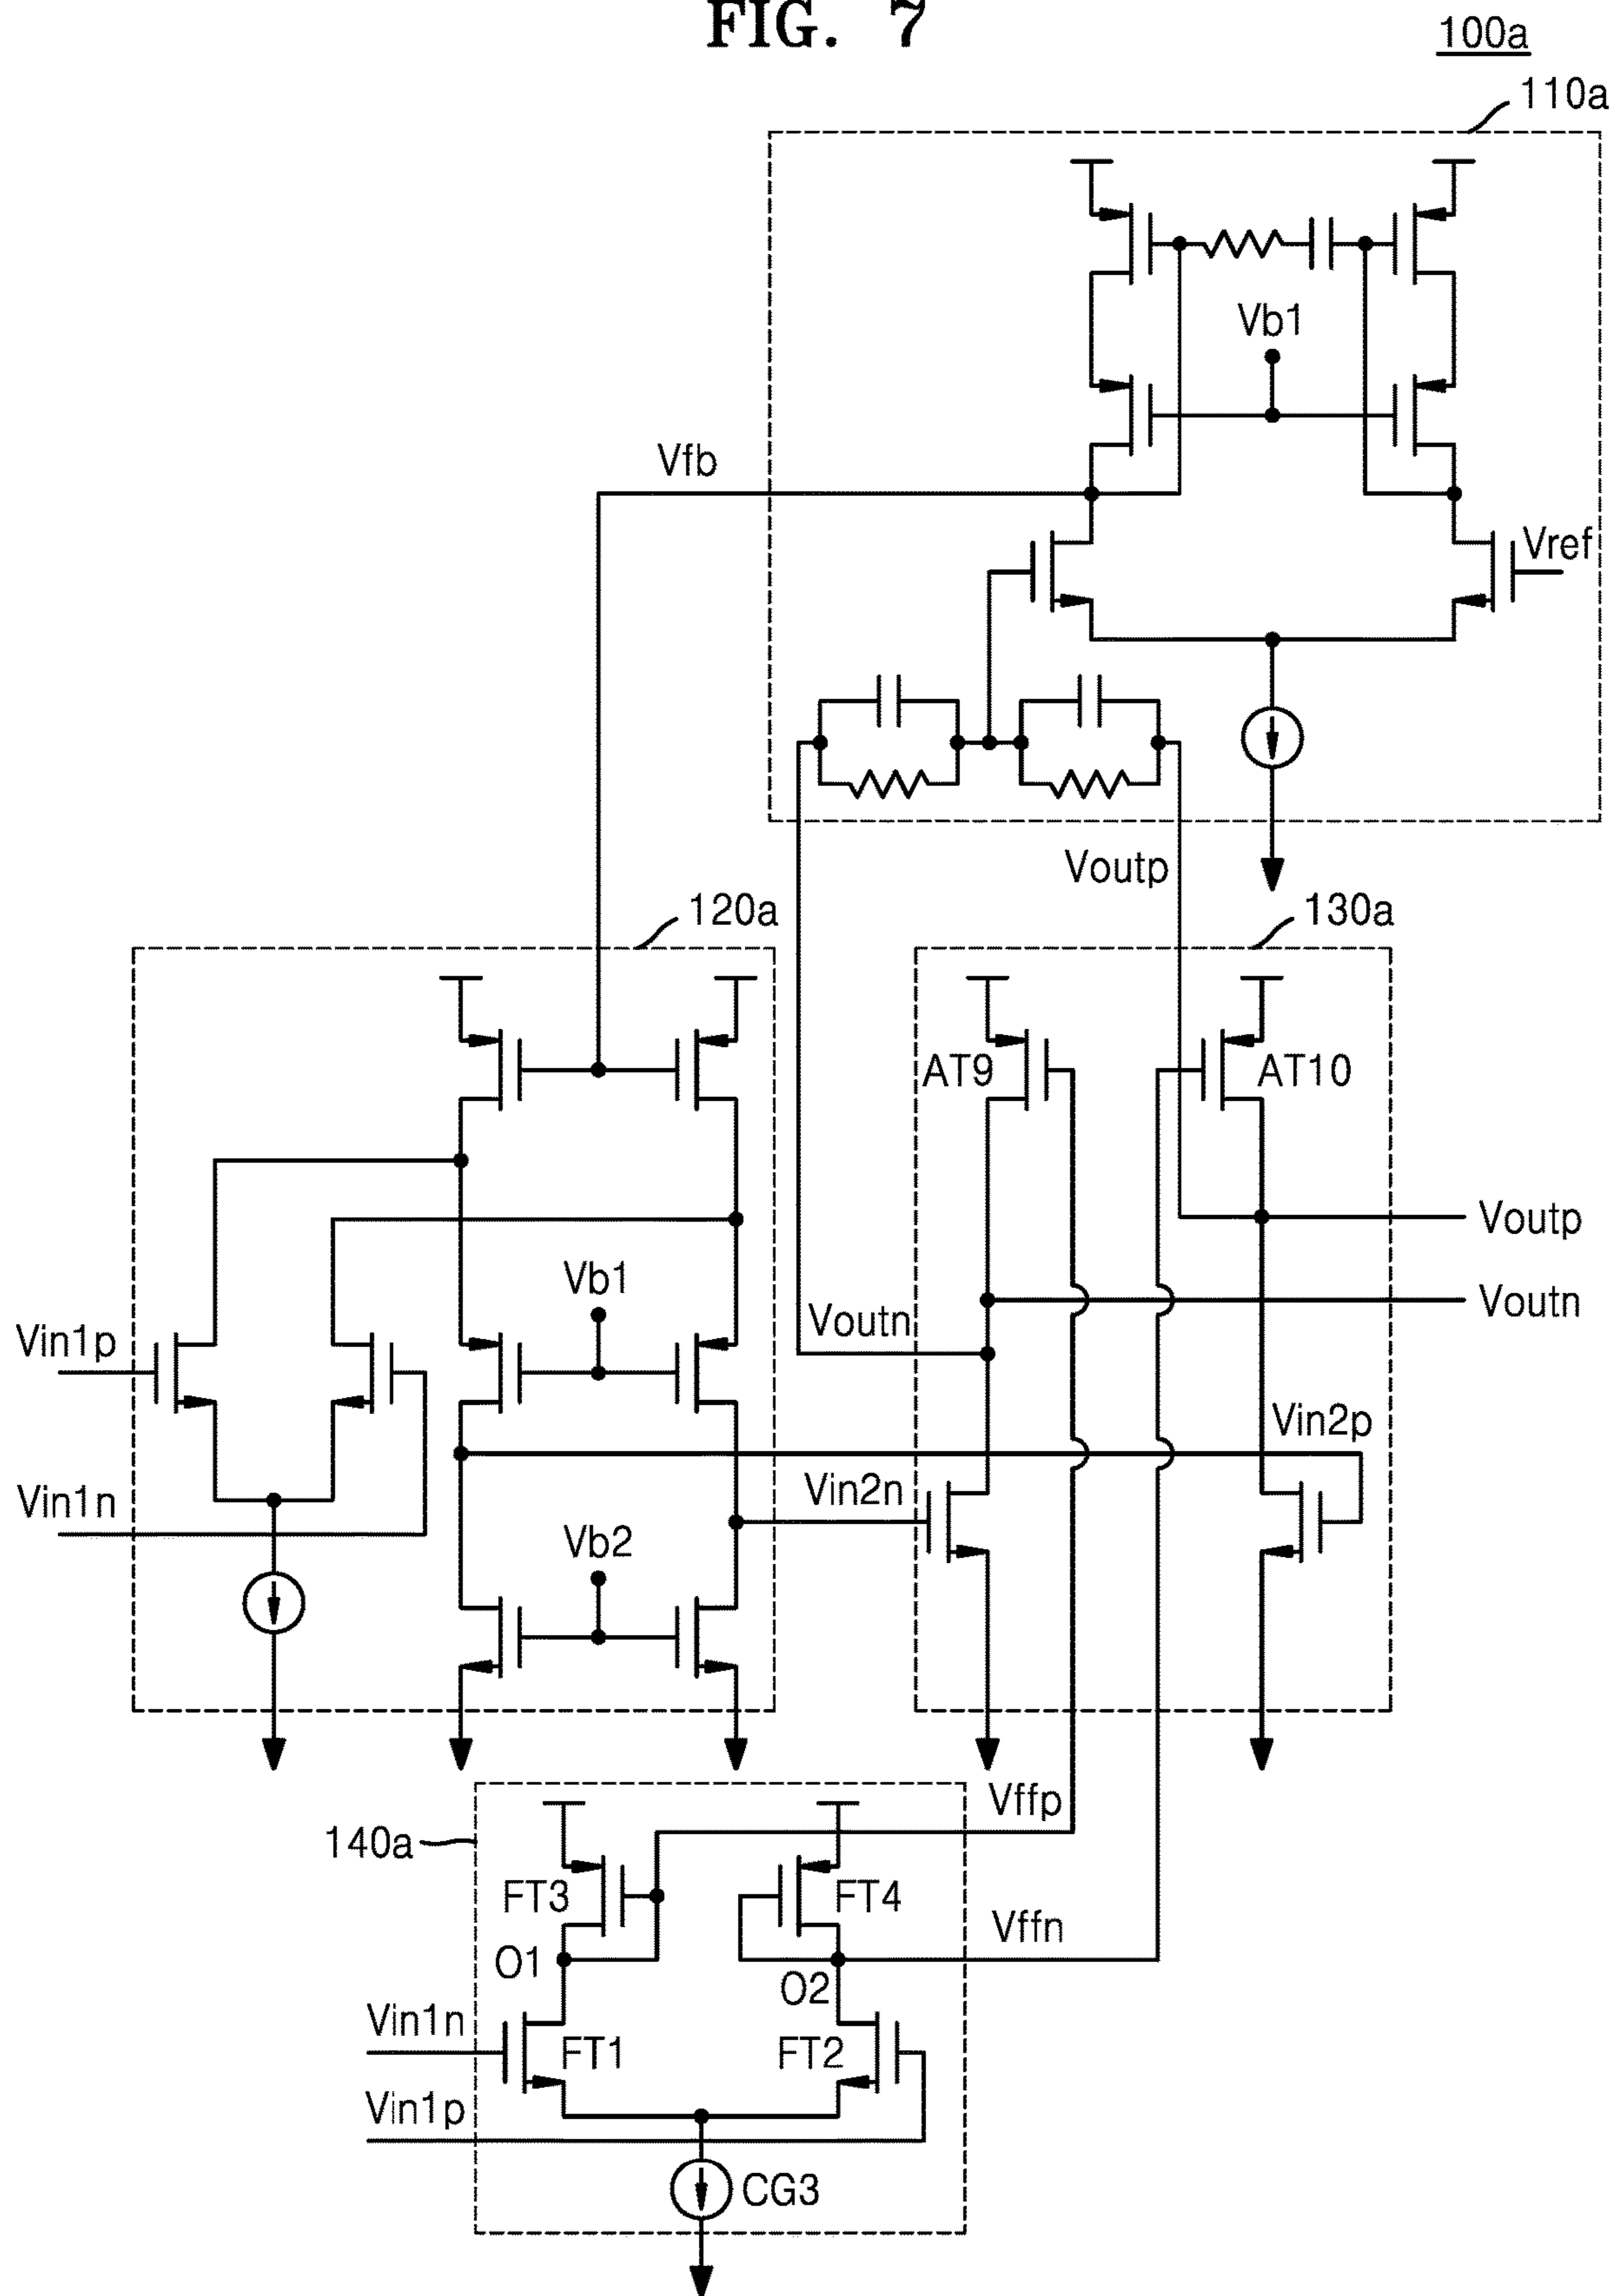 FIG. 7
100a
110a
Vb1
Vfb
Vref
Voutp
120a
130a
AT9
AT10
Voutp
Vb1
Voutn
Voutn
Vin1p
Vin2p
Vin1n
Vin2n
Vb2
Vffp
140a
FT3
FT4
Vffn
O1
O2
Vin1n
FT1
FT2
Vin1p
CG3